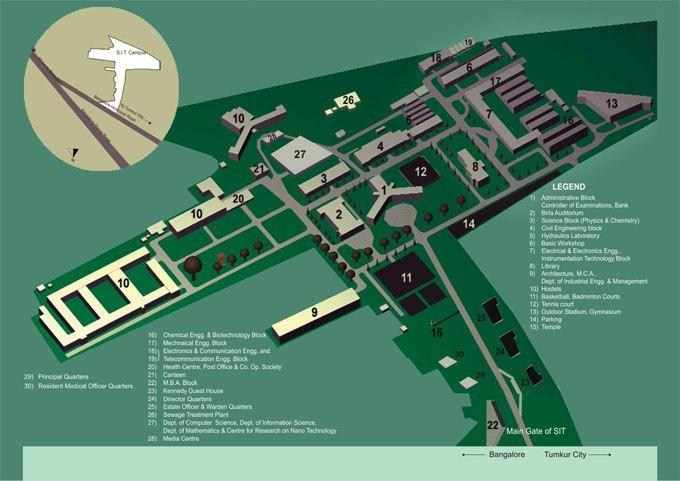 S.I.T. Campus
To Tumkur City
18
19
6
17
10
26
5
7
13
16
28
27
4
21
3
12
8
1
10
20
2
14
11
10
9
15
25
30
24
29
23
22
Main Gate of SIT
Bangalore
Tumkur City
N
LEGEND
1) Administrative Block
Controller of Examinations, Bank
2) Birla Auditorium
3) Science Block (Physics & Chemistry)
4) Civil Engineering block
5) Hydraulics Laboratory
6) Basic Workshop
7) Electrical & Electronics Engg.,
Instrumentation Technology Block
8) Library
9) Architecture, M.C.A.,
Dept. of Industrial Engg. & Management
10) Hostels
11) Basketball, Badminton Courts
12) Tennis court
13) Outdoor Stadium, Gymnasium
14) Parking
15) Temple
16) Chemical Engg. & Biotechnology Block
17) Mechnaical Engg. Block
18) Electronics & Communication Engg. and
19) Telecommunication Engg. Block
20) Health Centre, Post Office & Co. Op. Society
21) Canteen
22) M.B.A. Block
23) Kennedy Guest House
24) Director Quarters
25) Estate Officer & Warden Quarters
26) Sewage Treatment Plant
27) Dept. of Computer Science, Dept. of Information Science,
Dept. of Mathematics & Centre for Research on Nano Technology
28) Media Centre
29) Principal Quarters
30) Resident Medical Officer Quarters